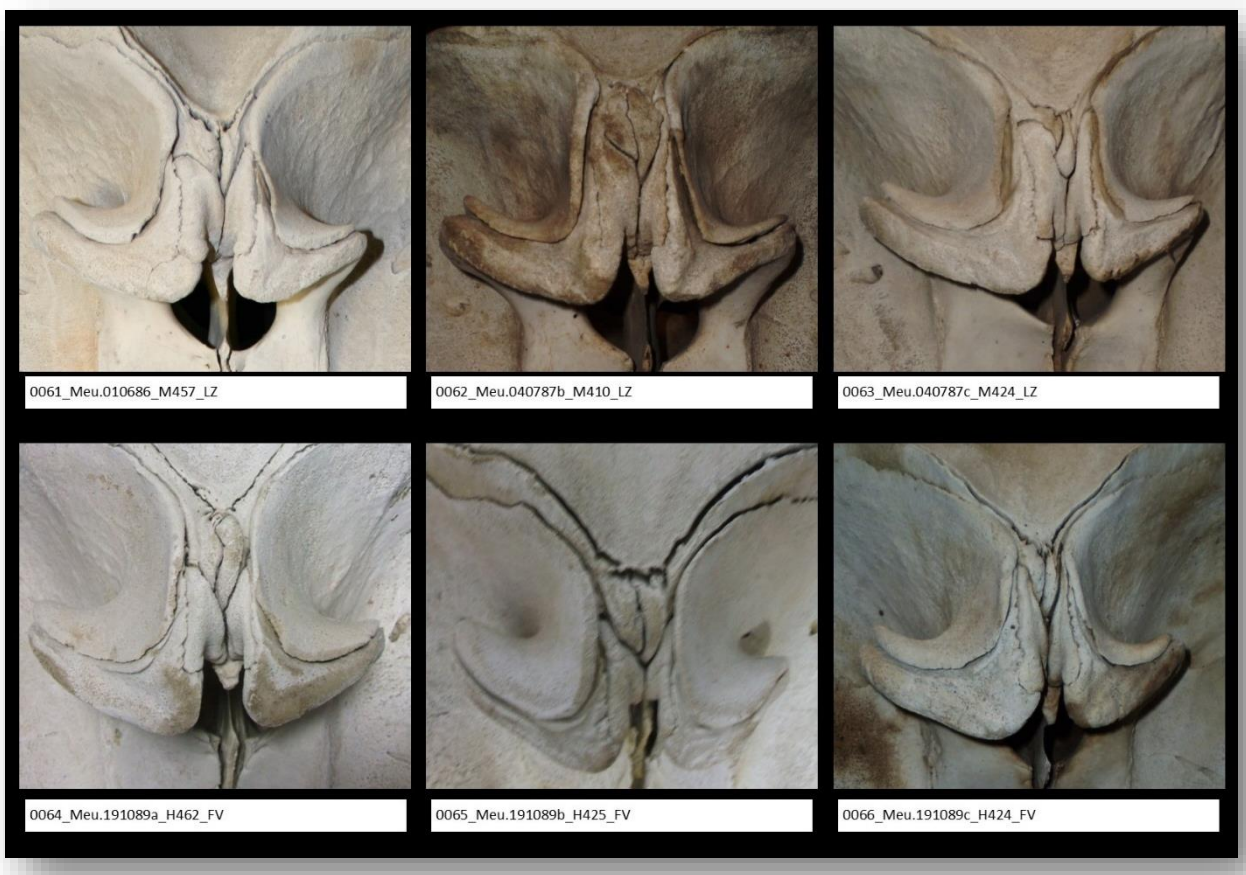 0061_Meu.010686_M457_LZ
0062_Meu.040787b_M410_LZ
0063_Meu.040787c_M424_LZ
0064_Meu.191089a_H462_FV
0065_Meu.191089b_H425_FV
0066_Meu.191089c_H424_FV